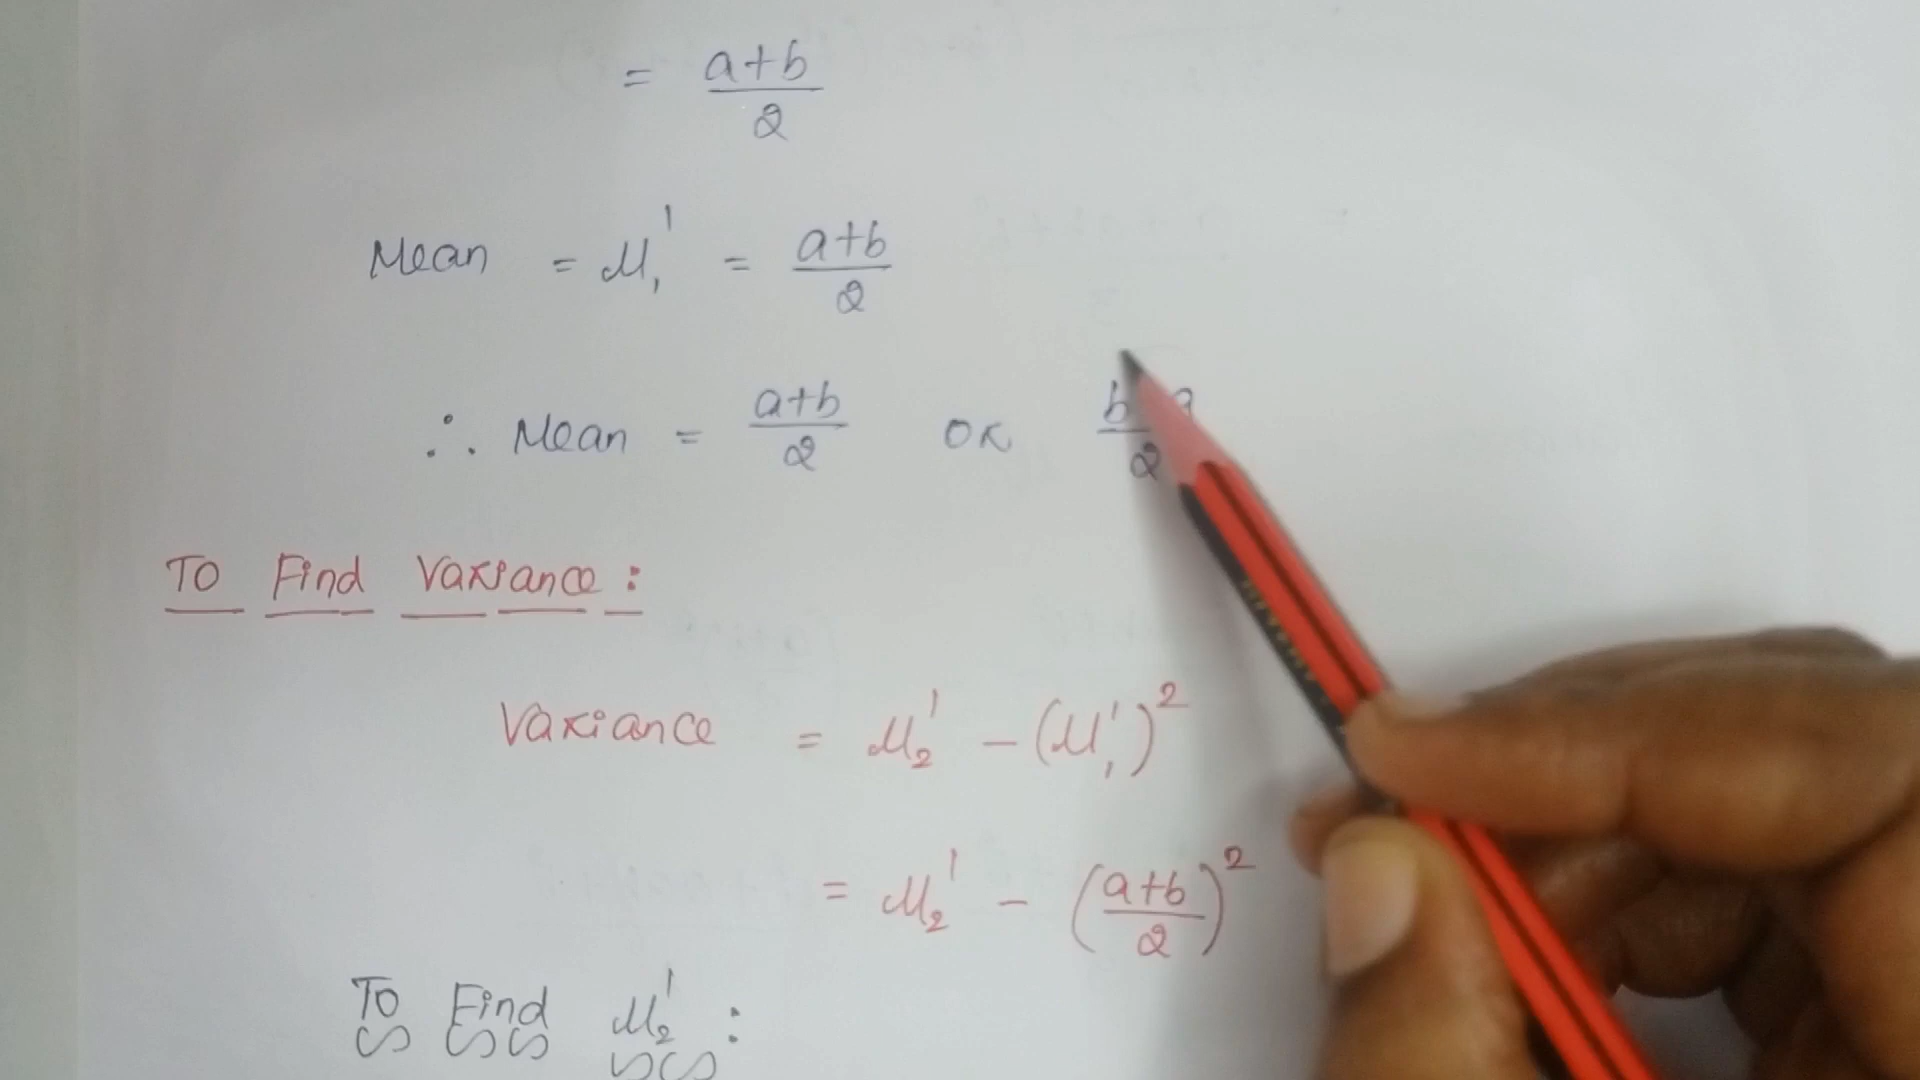 = a+b/2
Mean = μ₁' = a+b/2
∴ Mean = a+b/2 or b a/2
To Find Variance :
Variance = μ₂' - (μ₁')²
= μ₂' - (a+b/2)²
To Find μ₂' :